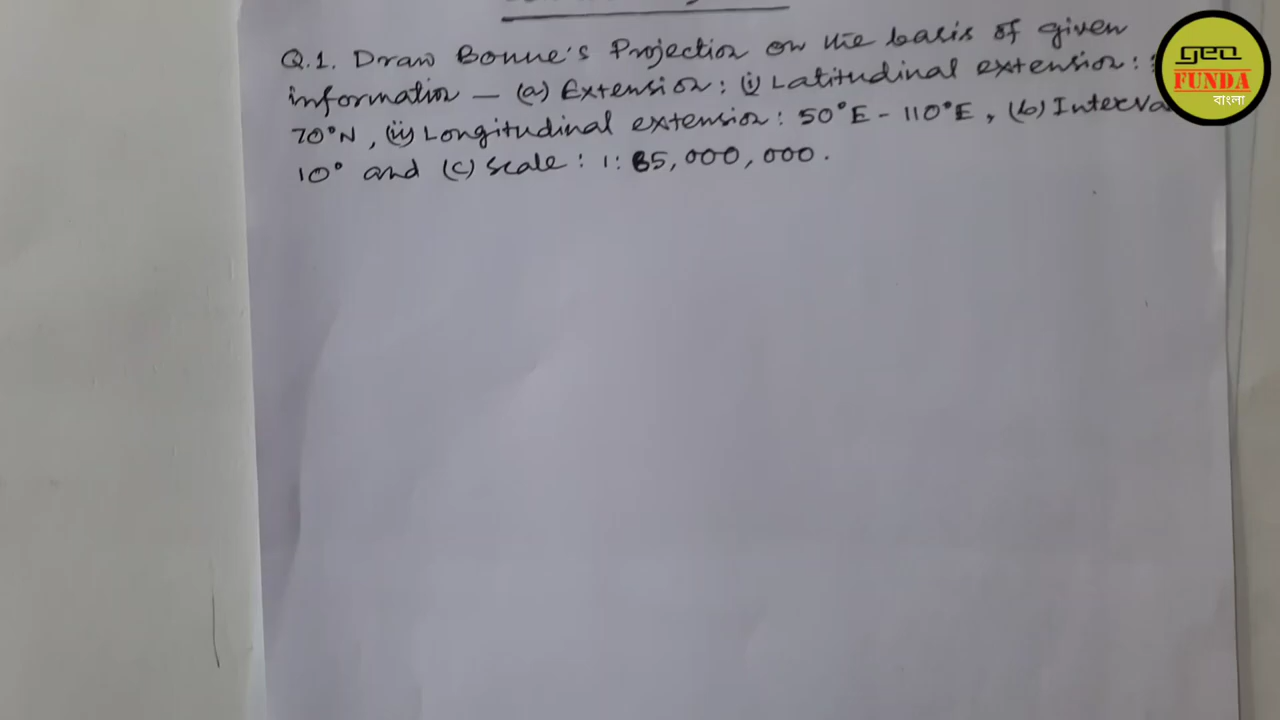 Q.1. Draw Bonne's Projection on the basis of given
information — (a) Extension: (i) Latitudinal extension:
70°N, (ii) Longitudinal extension: 50°E - 110°E, (b)
10° and (c) Scale: 1: 85,000,000.
geo
FUNDA
বাংলা